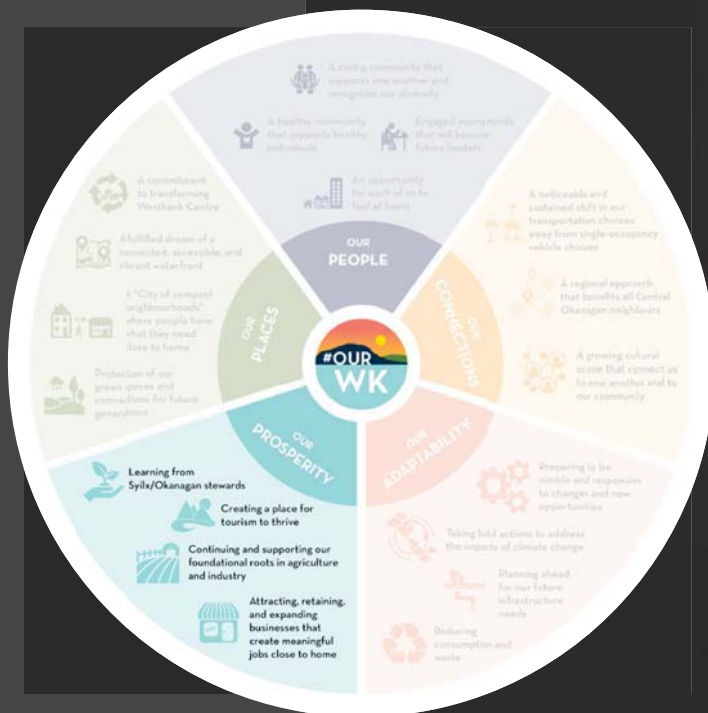 A caring community that
supports one another and
recognizes our diversity
A healthy community
that supports healthy
individuals
Engaged young minds
that will become
future leaders
An opportunity
for each of us to
feel at home
OUR
PEOPLE
A noticeable and
sustained shift in our
transportation choices
away from single-occupancy
vehicle choices
A regional approach
that benefits all Central
Okanagan neighbours
A growing cultural
scene that connect us
to one another and to
our community
OUR
CONNECTIONS
Preparing to be
nimble and responsive
to changes and new
opportunities
Taking bold actions to address
the impacts of climate change
Planning ahead
for our future
infrastructure
needs
Reducing
consumption and
waste
OUR
ADAPTABILITY
OUR
PROSPERITY
Learning from
Syilx/Okanagan stewards
Creating a place for
tourism to thrive
Continuing and supporting our
foundational roots in agriculture
and industry
Attracting, retaining,
and expanding
businesses that
create meaningful
jobs close to home
OUR
PLACES
A commitment
to transforming
Westbank Centre
A fulfilled dream of a
connected, accessible, and
vibrant waterfront
A "City of compact
neighbourhoods"
where people have
what they need
close to home
Protection of our
green spaces and
connections for future
generations
#OUR
WK